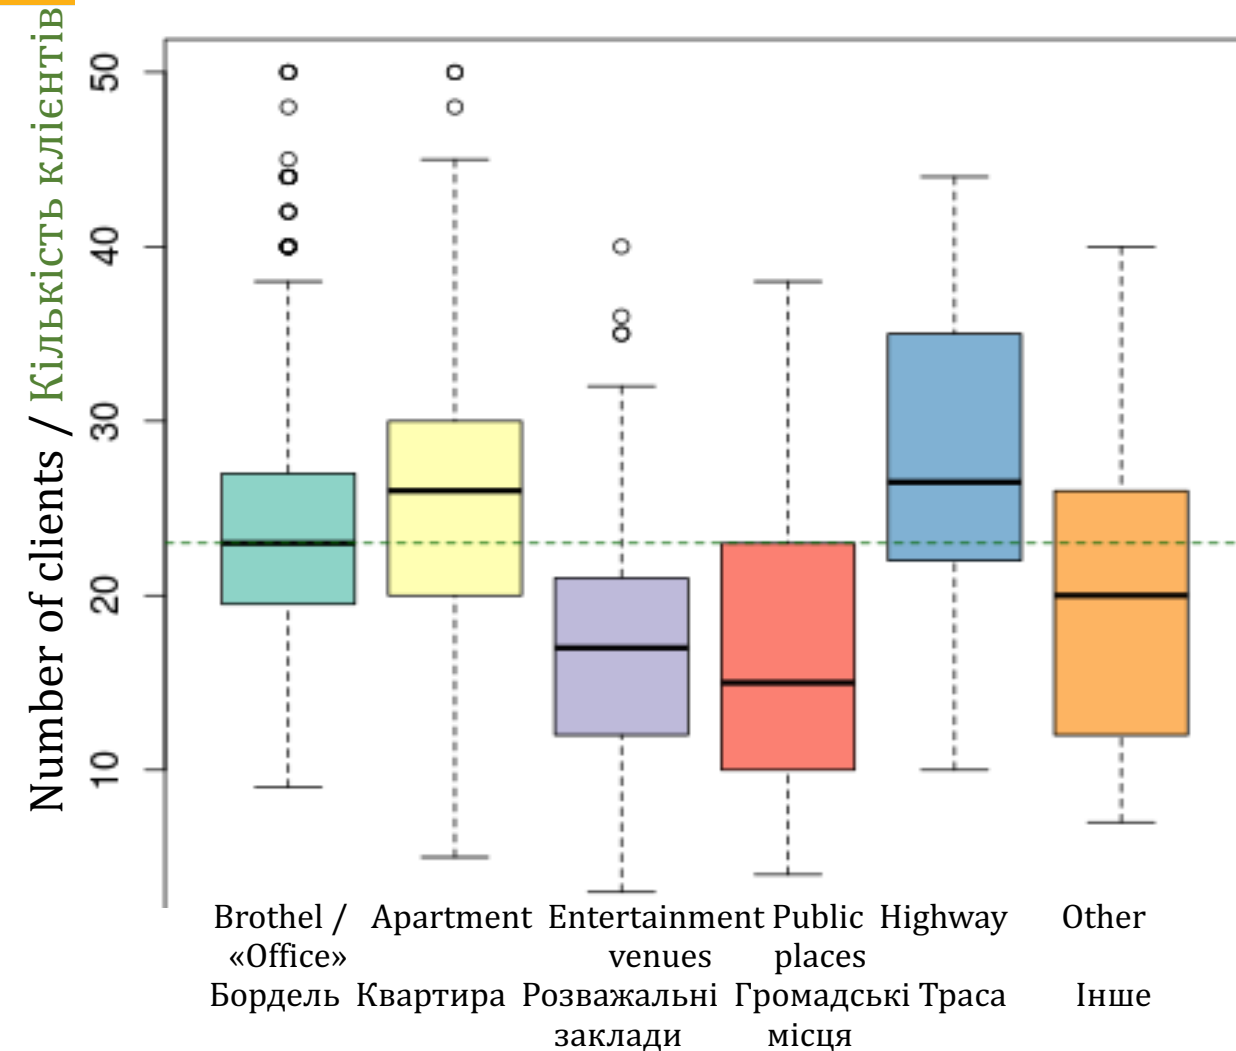 Number of clients / Кількість клієнтів
50
40
30
20
10
Brothel / Apartment Entertainment Public Highway Other
«Office» venues places
Бордель Квартира Розважальні Громадські Траса Інше
заклади місця